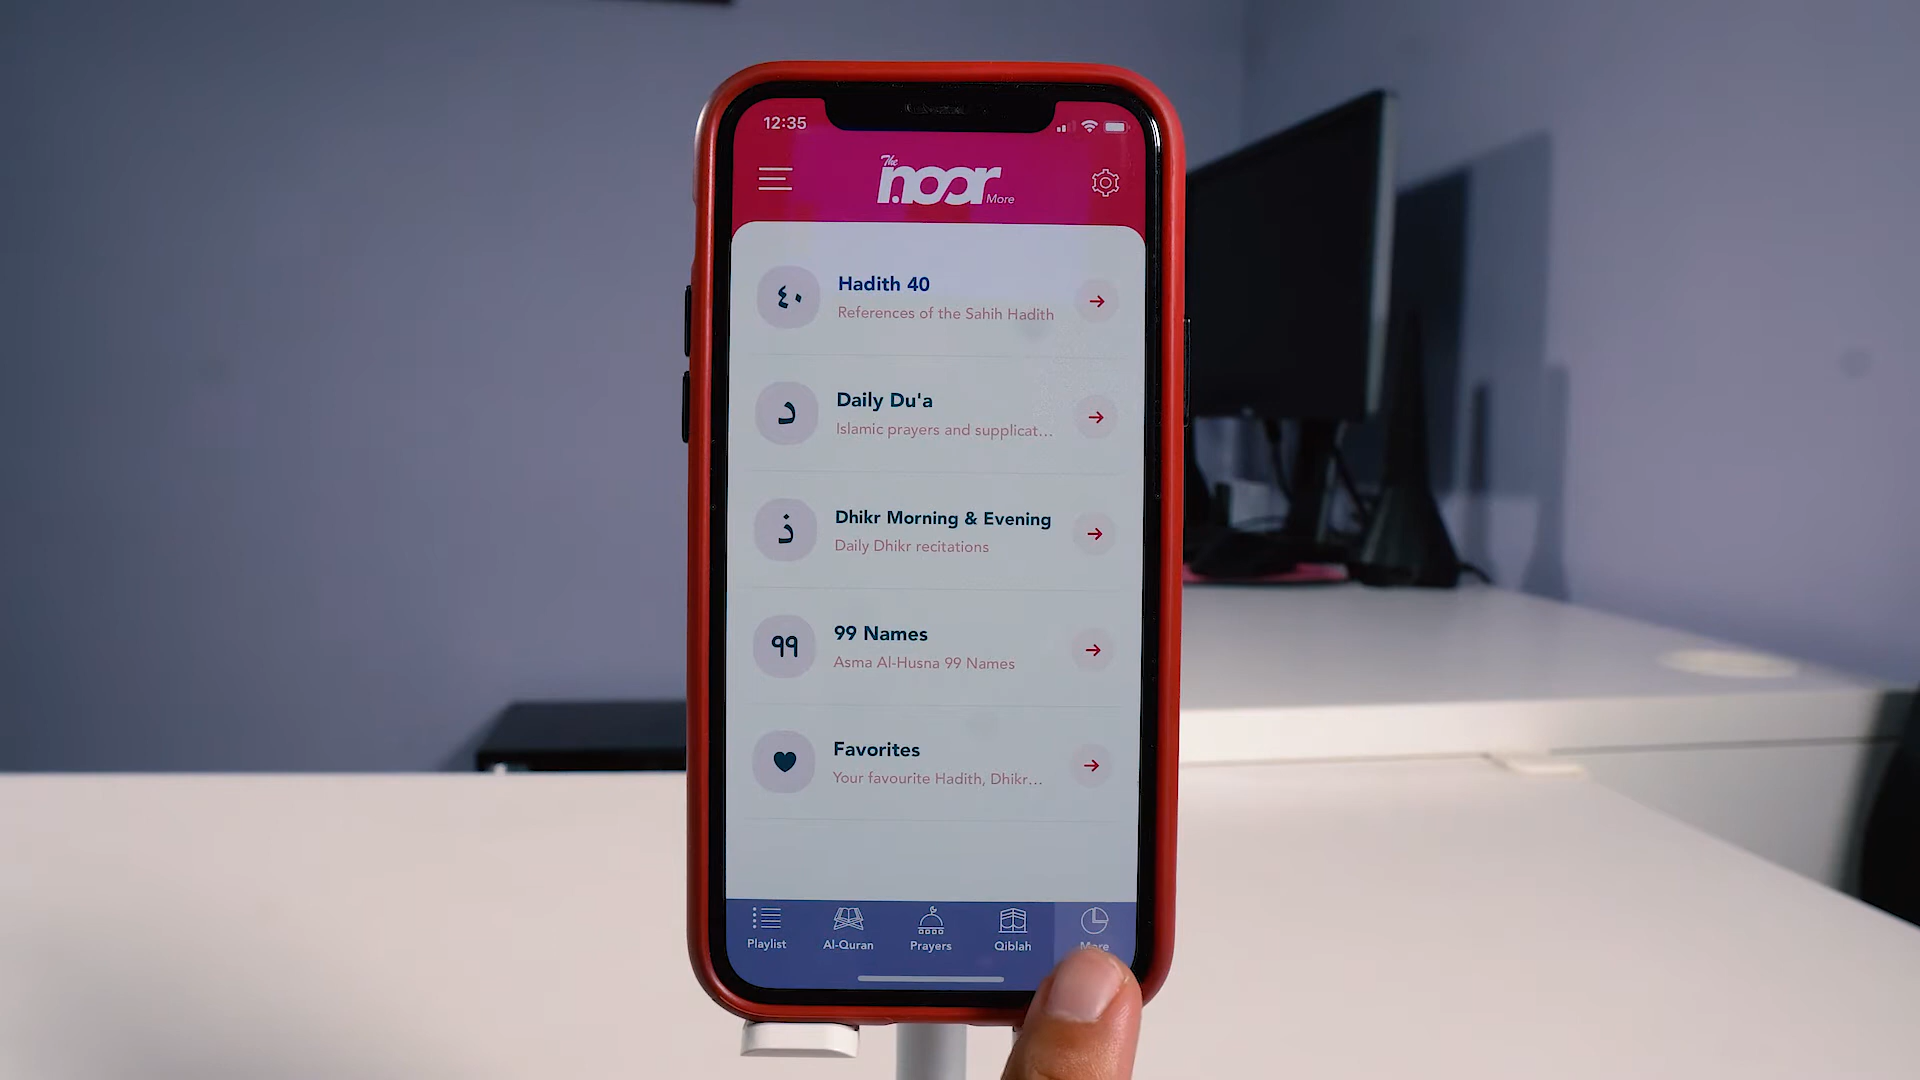 12:35
The
noor
More
٤٠
Hadith 40
References of the Sahih Hadith
د
Daily Du'a
Islamic prayers and supplicat...
ذ
Dhikr Morning & Evening
Daily Dhikr recitations
٩٩
99 Names
Asma Al-Husna 99 Names
Favorites
Your favourite Hadith, Dhikr...
Playlist
Al-Quran
Prayers
Qiblah
More